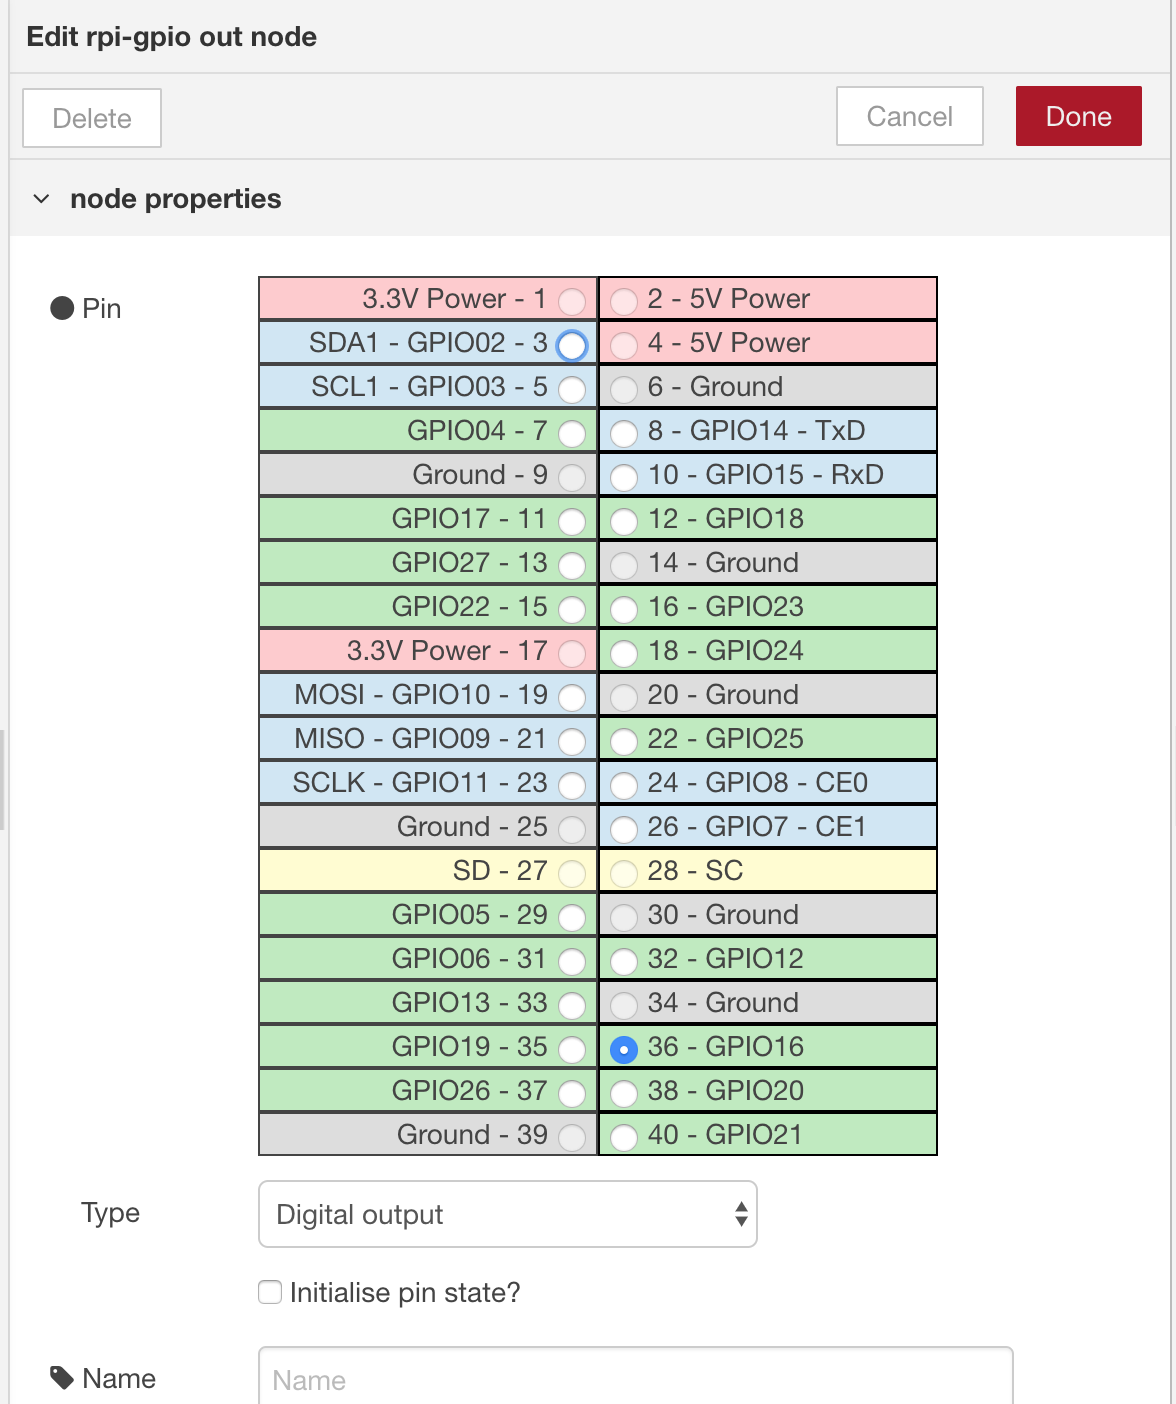 Edit rpi-gpio out node
Delete
Cancel
Done
node properties
Pin
3.3V Power - 1
2 - 5V Power
SDA1 - GPIO02 - 3
4 - 5V Power
SCL1 - GPIO03 - 5
6 - Ground
GPIO04 - 7
8 - GPIO14 - TxD
Ground - 9
10 - GPIO15 - RxD
GPIO17 - 11
12 - GPIO18
GPIO27 - 13
14 - Ground
GPIO22 - 15
16 - GPIO23
3.3V Power - 17
18 - GPIO24
MOSI - GPIO10 - 19
20 - Ground
MISO - GPIO09 - 21
22 - GPIO25
SCLK - GPIO11 - 23
24 - GPIO8 - CE0
Ground - 25
26 - GPIO7 - CE1
SD - 27
28 - SC
GPIO05 - 29
30 - Ground
GPIO06 - 31
32 - GPIO12
GPIO13 - 33
34 - Ground
GPIO19 - 35
36 - GPIO16
GPIO26 - 37
38 - GPIO20
Ground - 39
40 - GPIO21
Type
Digital output
Initialise pin state?
Name
Name